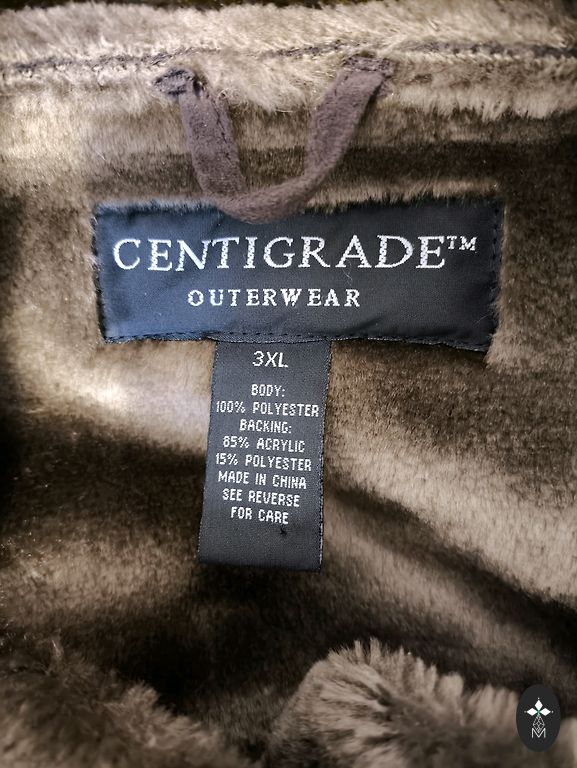 CENTIGRADE™
OUTERWEAR
3XL
BODY:
100% POLYESTER
BACKING:
85% ACRYLIC
15% POLYESTER
MADE IN CHINA
SEE REVERSE
FOR CARE
M